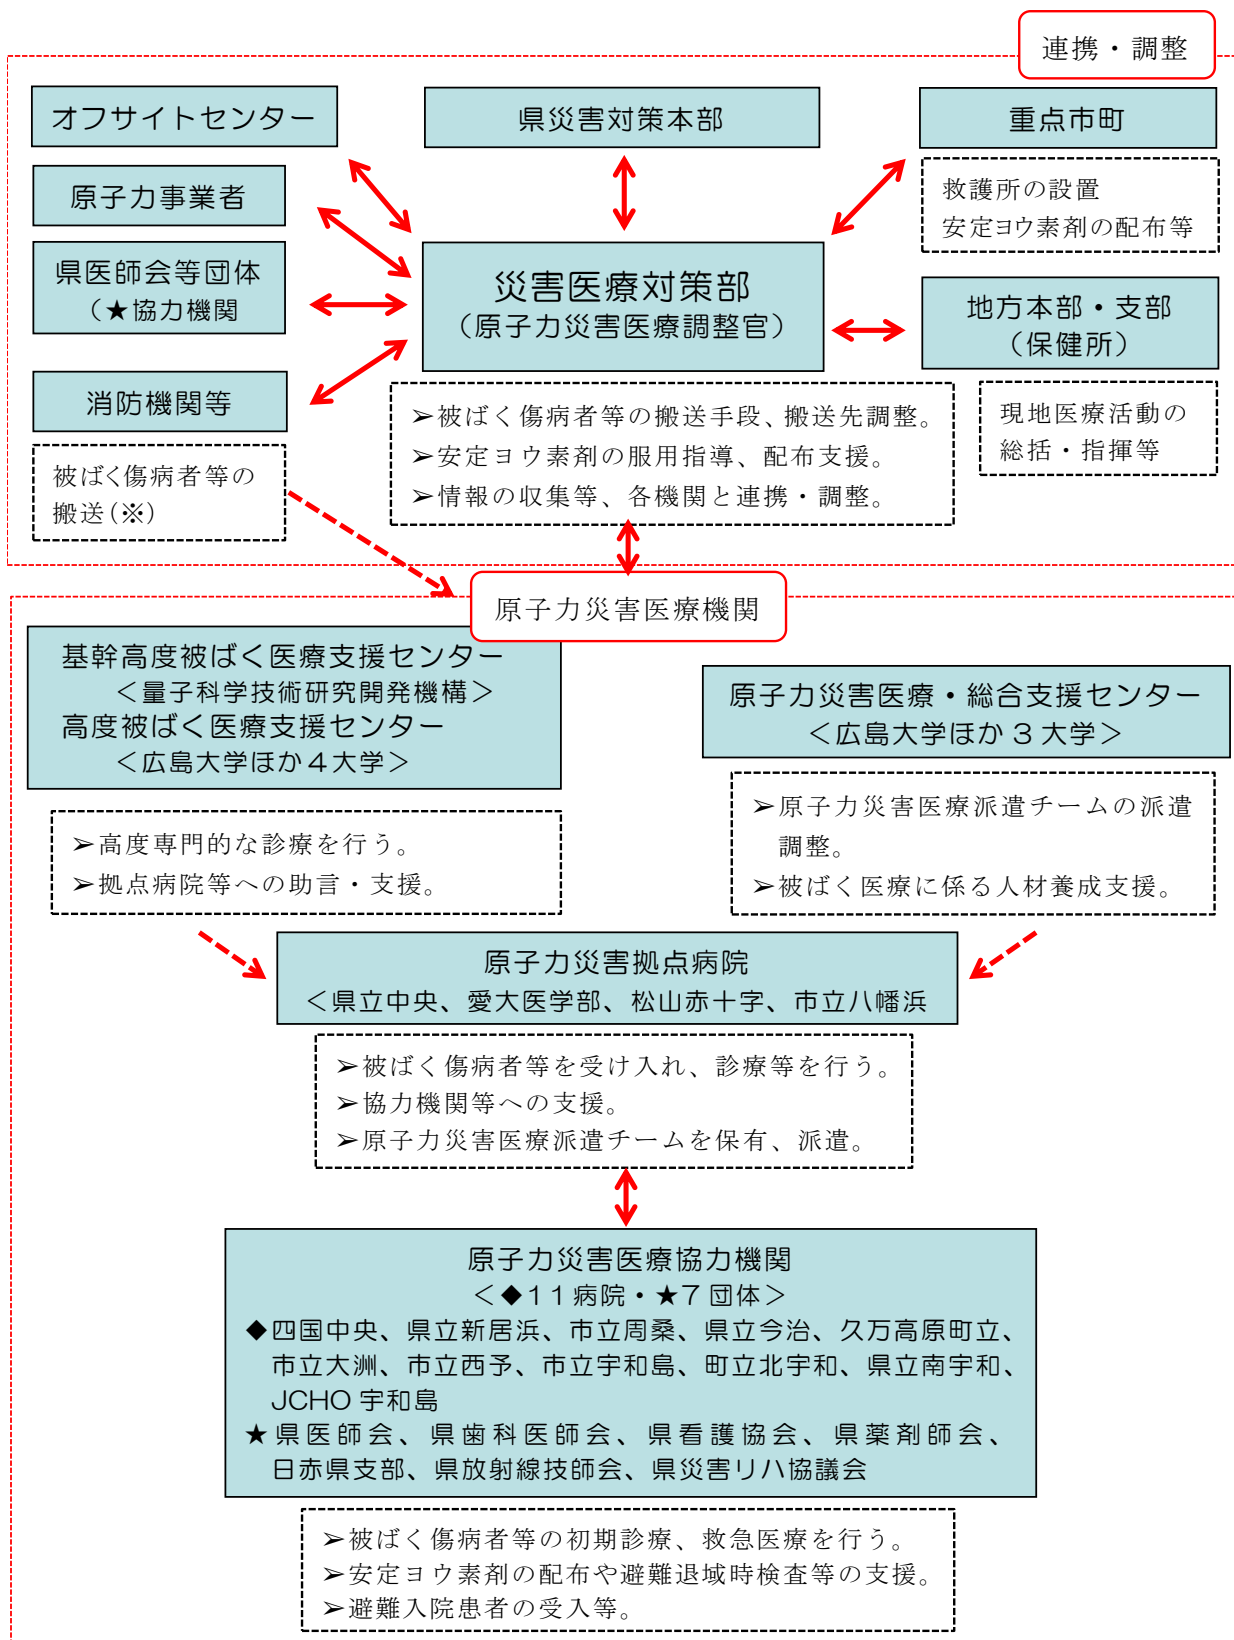 連携・調整
オフサイトセンター
県災害対策本部
重点市町
原子力事業者
救護所の設置
安定ヨウ素剤の配布等
県医師会等団体
（★協力機関
災害医療対策部
（原子力災害医療調整官）
地方本部・支部
（保健所）
消防機関等
➢被ばく傷病者等の搬送手段、搬送先調整。
➢安定ヨウ素剤の服用指導、配布支援。
➢情報の収集等、各機関と連携・調整。
現地医療活動の
総括・指揮等
被ばく傷病者等の
搬送(※)
原子力災害医療機関
基幹高度被ばく医療支援センター
＜量子科学技術研究開発機構＞
高度被ばく医療支援センター
＜広島大学ほか４大学＞
原子力災害医療・総合支援センター
＜広島大学ほか３大学＞
➢高度専門的な診療を行う。
➢拠点病院等への助言・支援。
➢原子力災害医療派遣チームの派遣
調整。
➢被ばく医療に係る人材養成支援。
原子力災害拠点病院
＜県立中央、愛大医学部、松山赤十字、市立八幡浜
➢被ばく傷病者等を受け入れ、診療等を行う。
➢協力機関等への支援。
➢原子力災害医療派遣チームを保有、派遣。
原子力災害医療協力機関
＜◆１１病院・★７団体＞
◆四国中央、県立新居浜、市立周桑、県立今治、久万高原町立、
市立大洲、市立西予、市立宇和島、町立北宇和、県立南宇和、
JCHO宇和島
★県医師会、県歯科医師会、県看護協会、県薬剤師会、
日赤県支部、県放射線技師会、県災害リハ協議会
➢被ばく傷病者等の初期診療、救急医療を行う。
➢安定ヨウ素剤の配布や避難退域時検査等の支援。
➢避難入院患者の受入等。